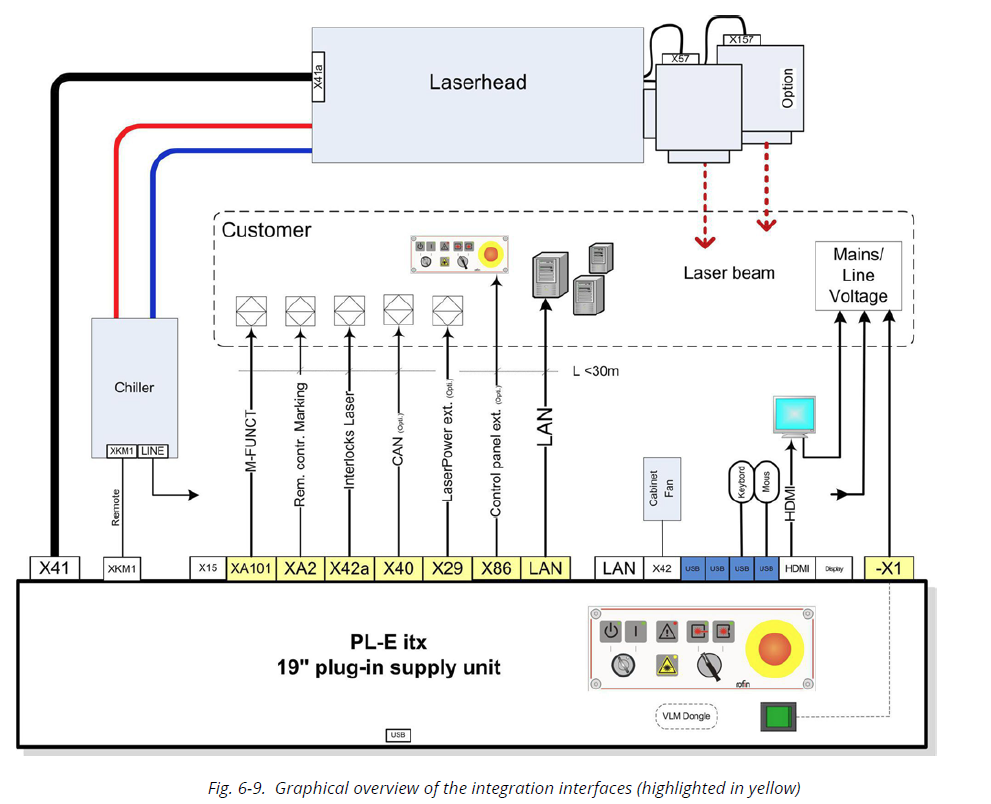 X41a
Laserhead
X57
X157
Option
Customer
Laser beam
Mains/
Line
Voltage
L <30m
Chiller
XKM1
LINE
Remote
M-FUNCT
Rem. contr. Marking
Interlocks Laser
CAN (Opti.)
LaserPower ext. (Opti.)
Control panel ext. (Opti.)
LAN
Cabinet
Fan
Keybord
Mous
HDMI
X41
XKM1
X15
XA101
XA2
X42a
X40
X29
X86
LAN
LAN
X42
USB
USB
USB
USB
HDMI
Display
-X1
PL-E itx
19" plug-in supply unit
rofin
VLM Dongle
USB
Fig. 6-9. Graphical overview of the integration interfaces (highlighted in yellow)